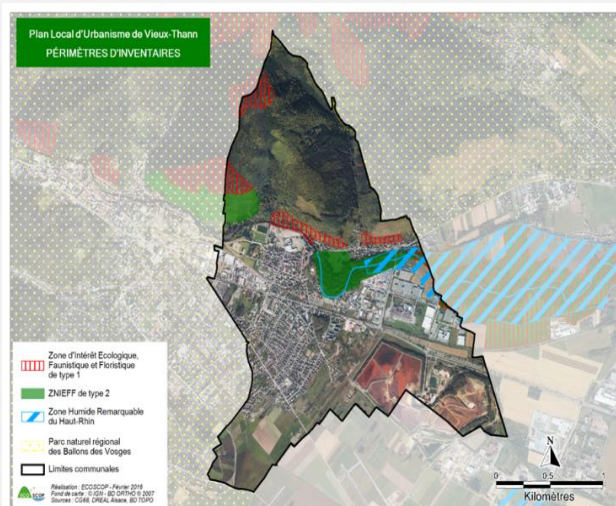 Plan Local d'Urbanisme de Vieux-Thann
PÉRIMÈTRES D'INVENTAIRES
Zone d'Intérêt Ecologique,
Faunistique et Floristique
de type 1
ZNIEFF de type 2
Zone Humide Remarquable
du Haut-Rhin
Parc naturel régional
des Ballons des Vosges
Limites communales
ECOSCOP
Réalisation : ECOSCOP - Février 2016
Fond de carte : © IGN - BD ORTHO ® 2007
Sources : CG68, DREAL Alsace, BD TOPO
N
0 0.5 1
Kilomètres